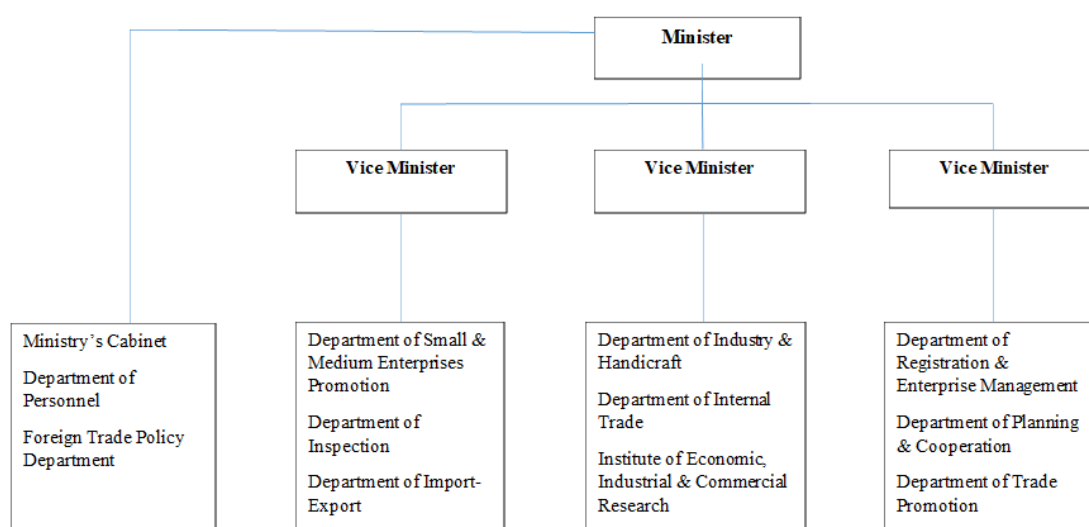 Minister
Vice Minister
Vice Minister
Vice Minister
Ministry’s Cabinet
Department of
Personnel
Foreign Trade Policy
Department
Department of Small &
Medium Enterprises
Promotion
Department of
Inspection
Department of Import-
Export
Department of Industry &
Handicraft
Department of Internal
Trade
Institute of Economic,
Industrial & Commercial
Research
Department of
Registration &
Enterprise Management
Department of Planning
& Cooperation
Department of Trade
Promotion